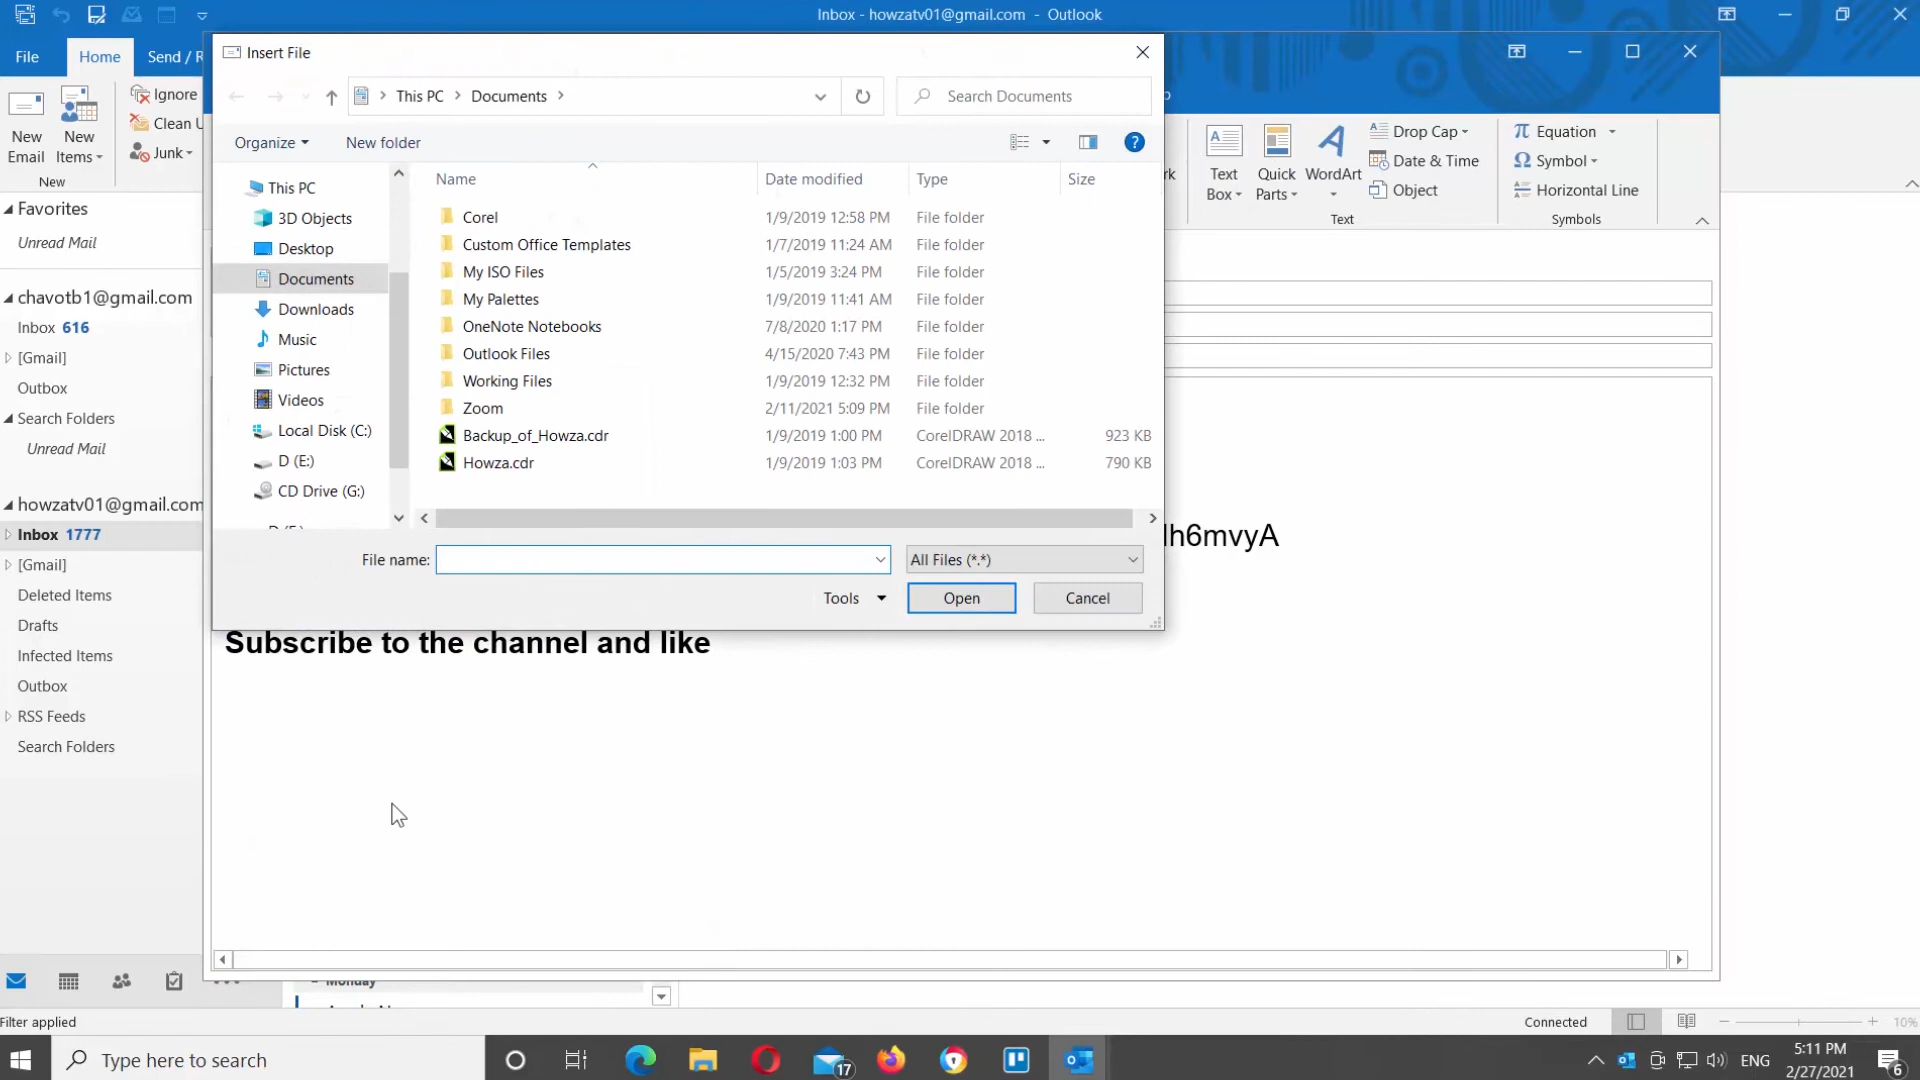 Inbox - howzatv01@gmail.com - Outlook
File
Home
Send / R
New Email
New Items
Ignore
Clean U
Junk
New
Favorites
Unread Mail
chavotb1@gmail.com
Inbox 616
[Gmail]
Outbox
Search Folders
Unread Mail
howzatv01@gmail.com
Inbox 1777
[Gmail]
Deleted Items
Drafts
Infected Items
Outbox
RSS Feeds
Search Folders
Insert File
This PC
Documents
Search Documents
Organize
New folder
This PC
3D Objects
Desktop
Documents
Downloads
Music
Pictures
Videos
Local Disk (C:)
D (E:)
CD Drive (G:)
Name Date modified Type Size
Corel 1/9/2019 12:58 PM File folder
Custom Office Templates 1/7/2019 11:24 AM File folder
My ISO Files 1/5/2019 3:24 PM File folder
My Palettes 1/9/2019 11:41 AM File folder
OneNote Notebooks 7/8/2020 1:17 PM File folder
Outlook Files 4/15/2020 7:43 PM File folder
Working Files 1/9/2019 12:32 PM File folder
Zoom 2/11/2021 5:09 PM File folder
Backup_of_Howza.cdr 1/9/2019 1:00 PM CorelDRAW 2018 ... 923 KB
Howza.cdr 1/9/2019 1:03 PM CorelDRAW 2018 ... 790 KB
File name:
All Files (*.*)
Tools
Open
Cancel
rk
Text Box
Quick Parts
WordArt
Drop Cap
Date & Time
Object
Text
Equation
Symbol
Horizontal Line
Symbols
lh6mvyA
Subscribe to the channel and like
Monday
Filter applied
Connected
10%
Type here to search
17
ENG
5:11 PM
2/27/2021
6